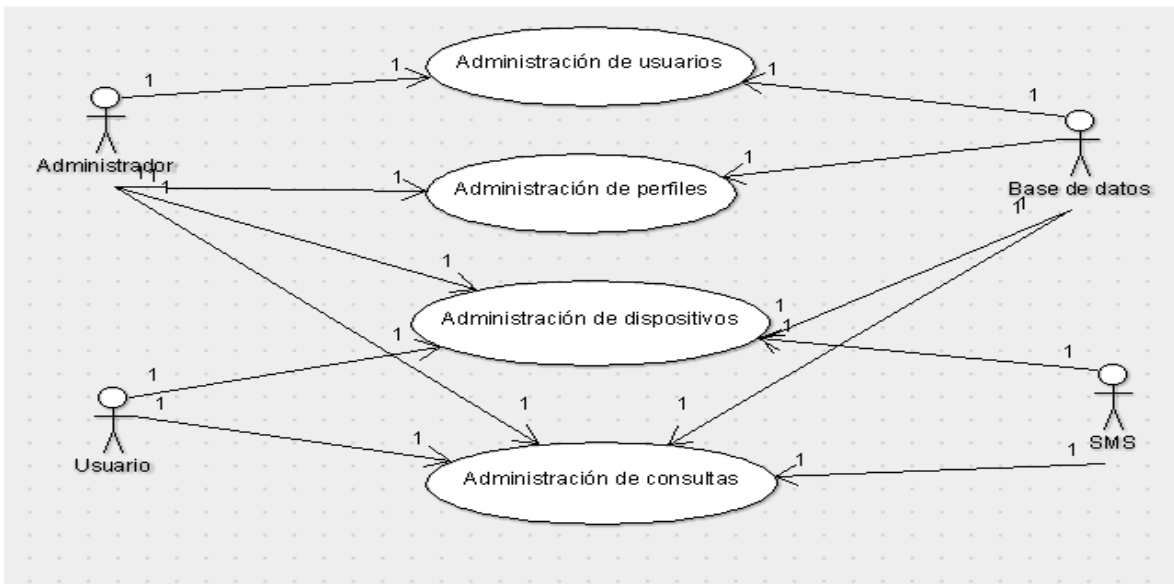 Administración de usuarios
1
1
1
1
Administrador
Base de datos
Administración de perfiles
1
1
11
1
1
1
1
Administración de dispositivos
1
1
1
1
1
1
1
1
1
Usuario
SMS
Administración de consultas
1
1
1